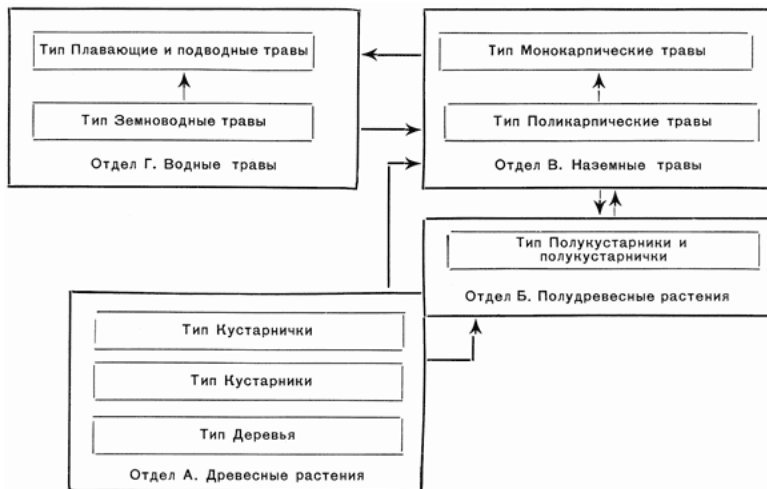 Тип Плавающие и подводные травы
Тип Земноводные травы
Отдел Г. Водные травы
Тип Монокарпические травы
Тип Поликарпические травы
Отдел В. Наземные травы
Тип Полукустарники и
полукустарнички
Отдел Б. Полудревесные растения
Тип Кустарнички
Тип Кустарники
Тип Деревья
Отдел А. Древесные растения